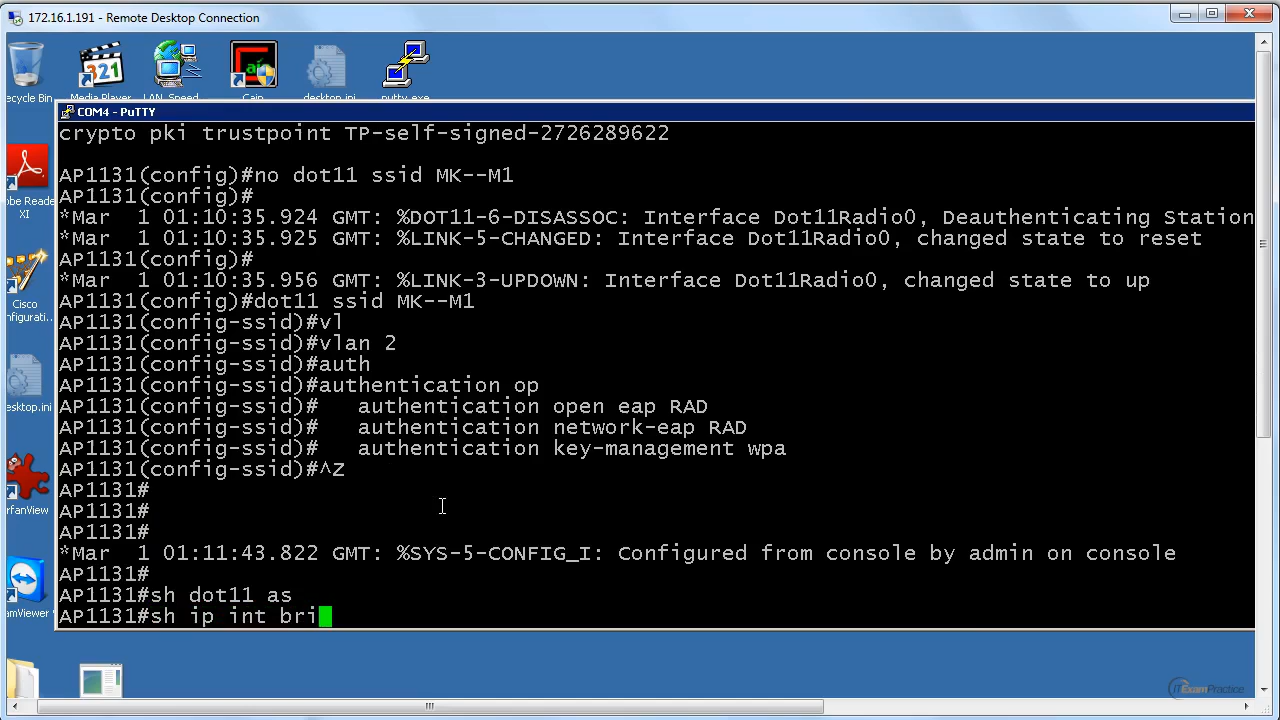 172.16.1.191 - Remote Desktop Connection
ecycle Bin
Media Player
LAN_Speed
Cain
desktop.ini
putty.exe
COM4 - PuTTY
crypto pki trustpoint TP-self-signed-2726289622
AP1131(config)#no dot11 ssid MK--M1
AP1131(config)#
*Mar  1 01:10:35.924 GMT: %DOT11-6-DISASSOC: Interface Dot11Radio0, Deauthenticating Station
*Mar  1 01:10:35.925 GMT: %LINK-5-CHANGED: Interface Dot11Radio0, changed state to reset
AP1131(config)#
*Mar  1 01:10:35.956 GMT: %LINK-3-UPDOWN: Interface Dot11Radio0, changed state to up
AP1131(config)#dot11 ssid MK--M1
AP1131(config-ssid)#vl
AP1131(config-ssid)#vlan 2
AP1131(config-ssid)#auth
AP1131(config-ssid)#authentication op
AP1131(config-ssid)#   authentication open eap RAD
AP1131(config-ssid)#   authentication network-eap RAD
AP1131(config-ssid)#   authentication key-management wpa
AP1131(config-ssid)#^Z
AP1131#
AP1131#
AP1131#
*Mar  1 01:11:43.822 GMT: %SYS-5-CONFIG_I: Configured from console by admin on console
AP1131#
AP1131#sh dot11 as
AP1131#sh ip int bri
obe Reade
XI
Cisco
onfigurati...
esktop.ini
rfanView
amViewer
ITExamPractice